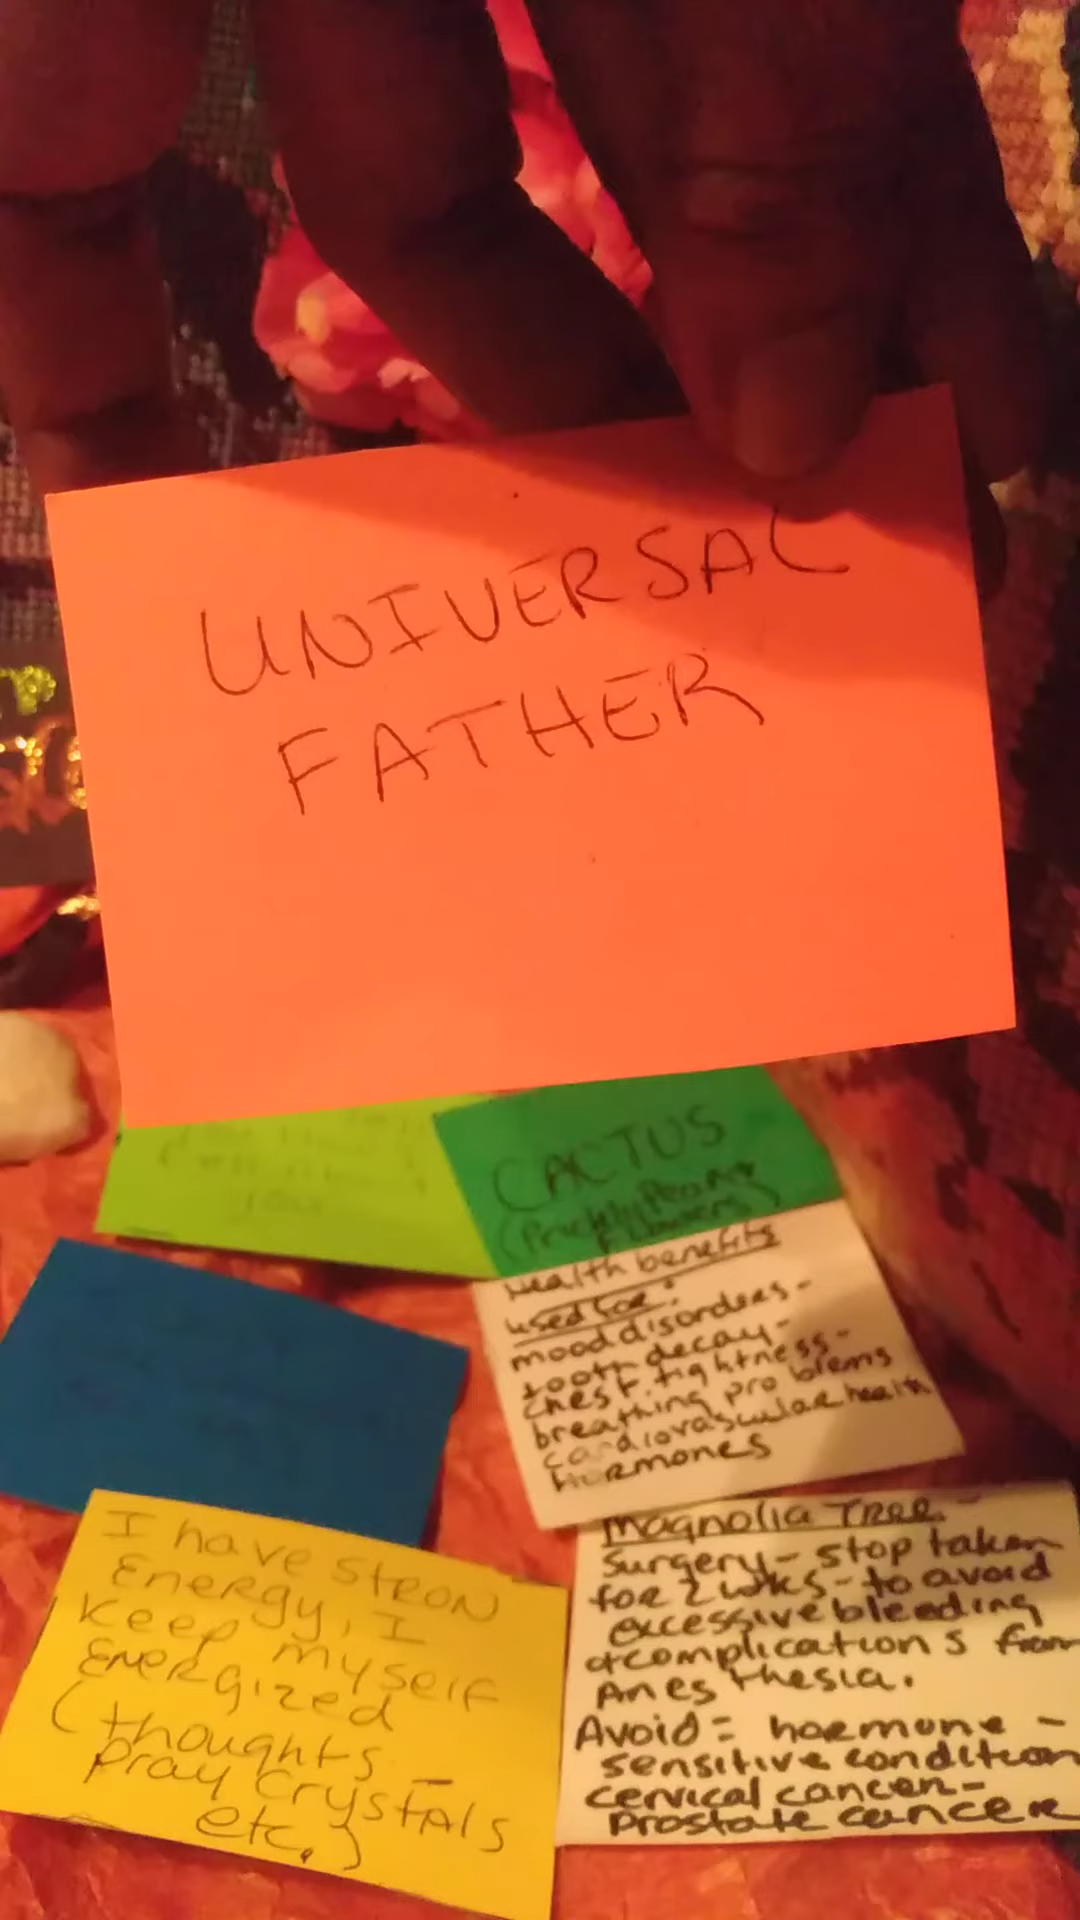 UNIVERSAL
FATHER
CACTUS
(Prickly Pear
Flowers)
Health benefits
used for:
mood disorders-
tooth decay-
chest tightness-
breathing problems
cardiovascular health
Hormones
I have STRON
ENERGY, I
Keep myself
ENERgized
(thoughts
pray crystals
etc.)
Magnolia Tree-
Surgery- stop taken
for 2 wks- to avoid
excessive bleeding
& complications from
Anesthesia.
Avoid = hormone -
sensitive condition
cervical cancer-
Prostate cancer